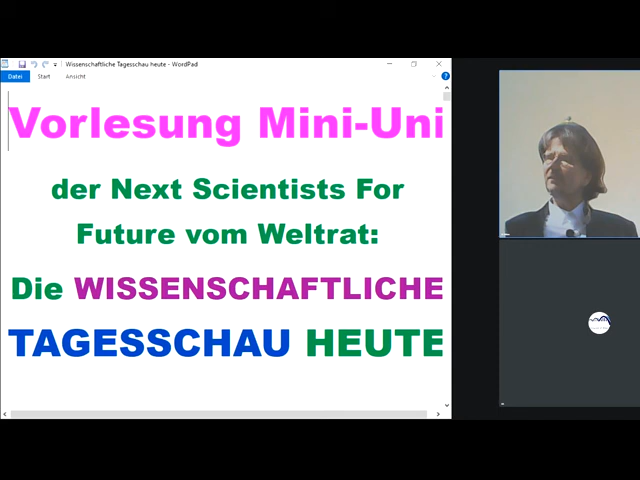 Wissenschaftliche Tagesschau heute - WordPad
Datei Start Ansicht
Vorlesung Mini-Uni
der Next Scientists For
Future vom Weltrat:
Die WISSENSCHAFTLICHE
TAGESSCHAU HEUTE